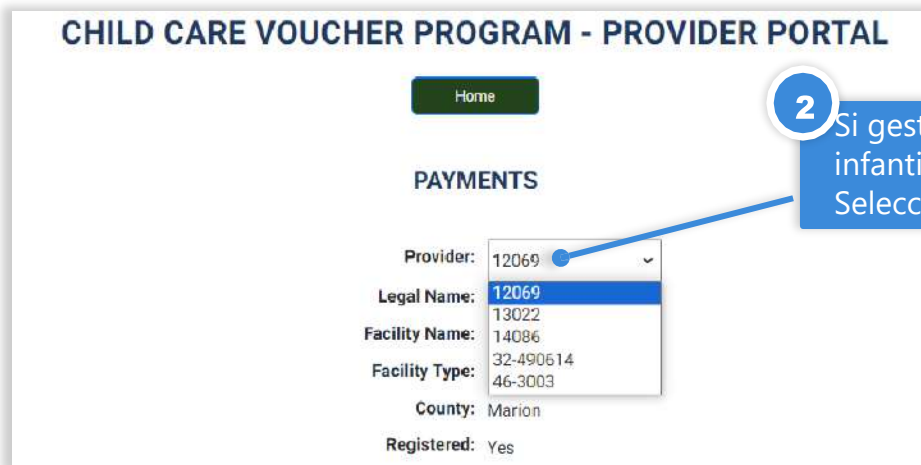 CHILD CARE VOUCHER PROGRAM - PROVIDER PORTAL
Home
2
Si gest
infanti
Selecc
PAYMENTS
Provider: 12069
12069
13022
14086
32-490614
46-3003
Legal Name:
Facility Name:
Facility Type:
County: Marion
Registered: Yes